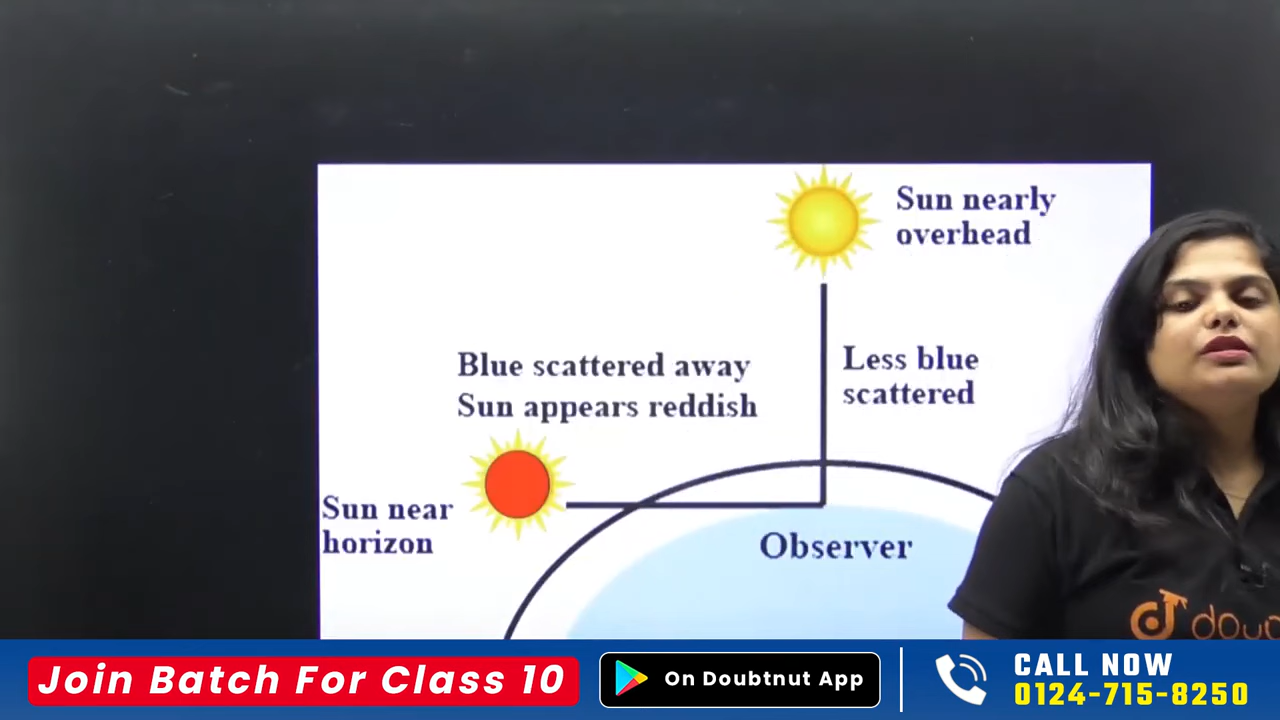 Sun nearly
overhead
Less blue
scattered
Blue scattered away
Sun appears reddish
Sun near
horizon
Observer
Join Batch For Class 10
On Doubtnut App
CALL NOW
0124-715-8250